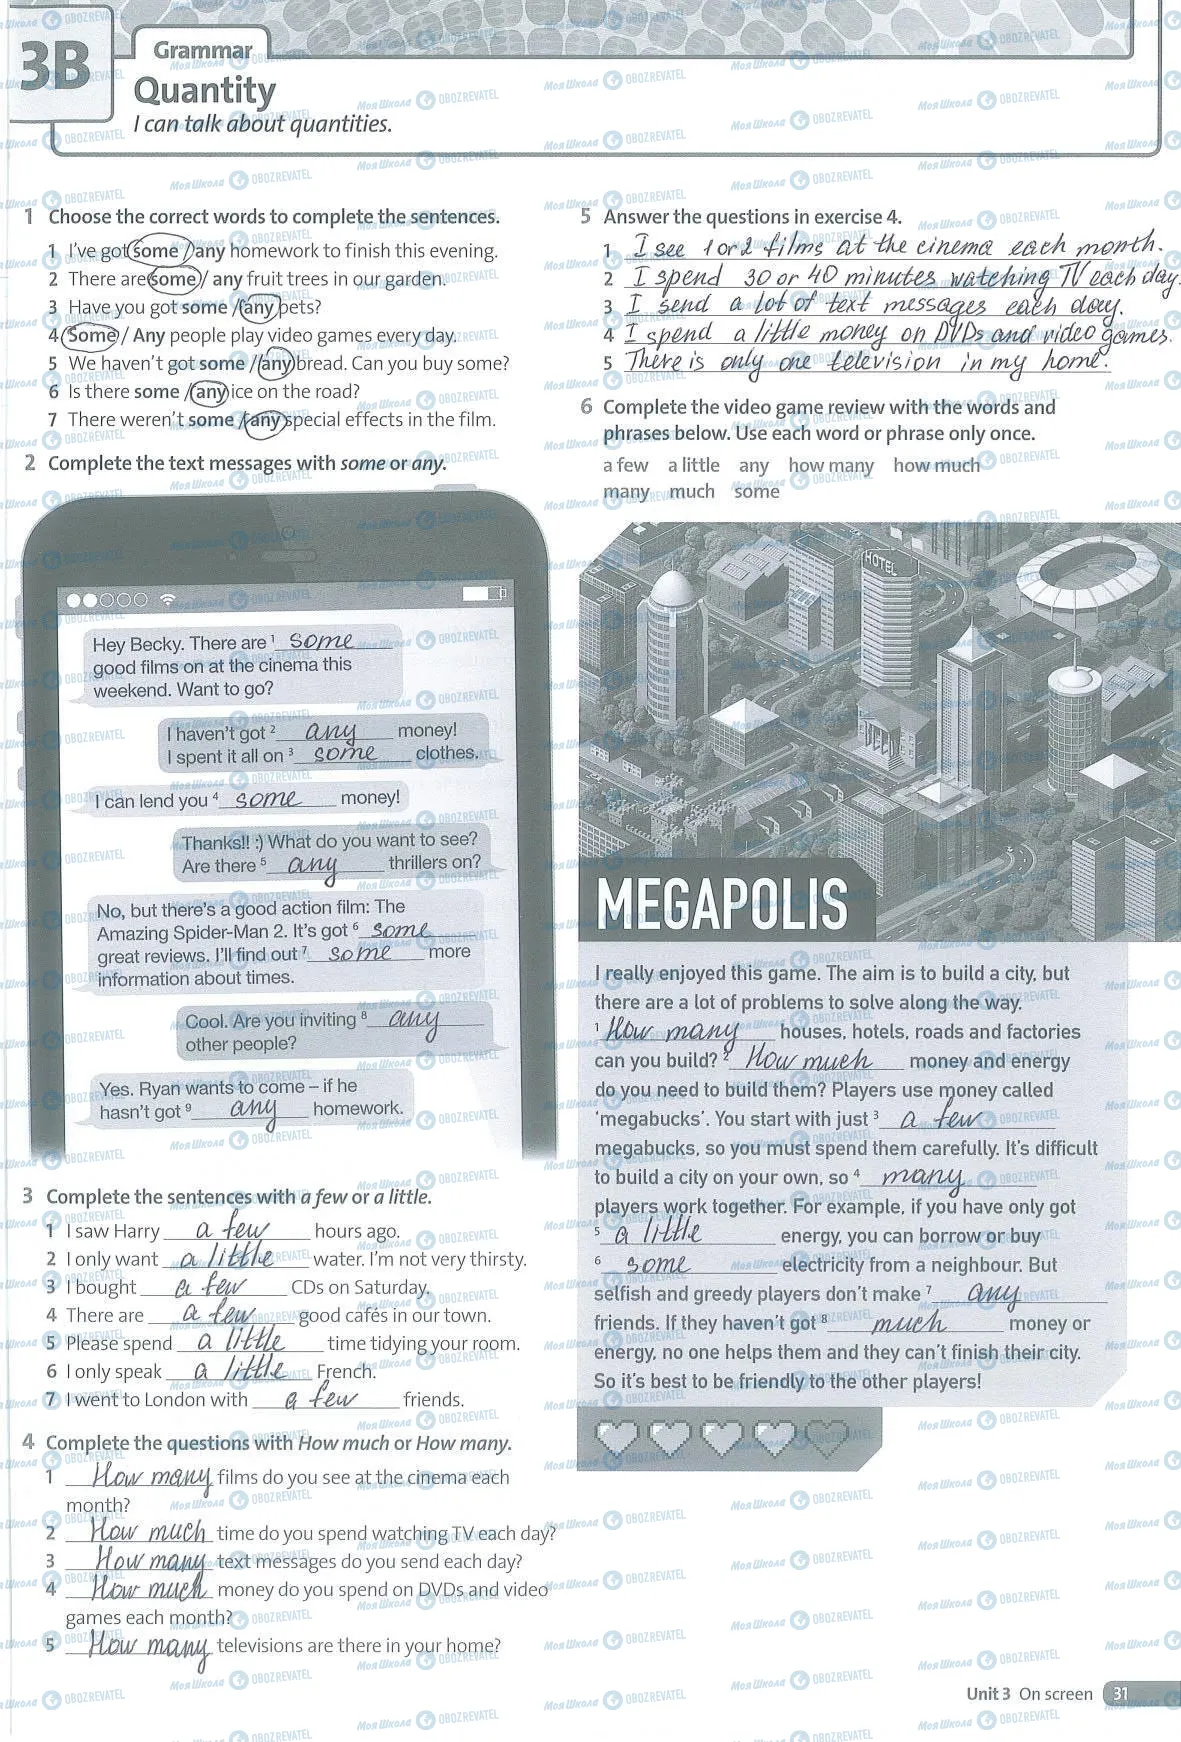 3B
Grammar
Quantity
I can talk about quantities.
1 Choose the correct words to complete the sentences.
1 I've got some / any homework to finish this evening.
2 There are some / any fruit trees in our garden.
3 Have you got some / any pets?
4 Some / Any people play video games every day.
5 We haven't got some / any bread. Can you buy some?
6 Is there some / any ice on the road?
7 There weren't some / any special effects in the film.
2 Complete the text messages with some or any.
Hey Becky. There are 1 some
good films on at the cinema this
weekend. Want to go?
I haven't got 2 any money!
I spent it all on 3 some clothes.
I can lend you 4 some money!
Thanks!! :) What do you want to see?
Are there 5 any thrillers on?
No, but there's a good action film: The
Amazing Spider-Man 2. It's got 6 some
great reviews. I'll find out 7 some more
information about times.
Cool. Are you inviting 8 any
other people?
Yes. Ryan wants to come – if he
hasn't got 9 any homework.
3 Complete the sentences with a few or a little.
1 I saw Harry a few hours ago.
2 I only want a little water. I'm not very thirsty.
3 I bought a few CDs on Saturday.
4 There are a few good cafés in our town.
5 Please spend a little time tidying your room.
6 I only speak a little French.
7 I went to London with a few friends.
4 Complete the questions with How much or How many.
1 How many films do you see at the cinema each
month?
2 How much time do you spend watching TV each day?
3 How many text messages do you send each day?
4 How much money do you spend on DVDs and video
games each month?
5 How many televisions are there in your home?
5 Answer the questions in exercise 4.
1 I see 1 or 2 films at the cinema each month.
2 I spend 30 or 40 minutes watching TV each day.
3 I send a lot of text messages each day.
4 I spend a little money on DVDs and video games.
5 There is only one television in my home.
6 Complete the video game review with the words and
phrases below. Use each word or phrase only once.
a few a little any how many how much
many much some
HOTEL
MEGAPOLIS
I really enjoyed this game. The aim is to build a city, but
there are a lot of problems to solve along the way.
1 How many houses, hotels, roads and factories
can you build? 2 How much money and energy
do you need to build them? Players use money called
'megabucks'. You start with just 3 a few
megabucks, so you must spend them carefully. It's difficult
to build a city on your own, so 4 many
players work together. For example, if you have only got
5 a little energy, you can borrow or buy
6 some electricity from a neighbour. But
selfish and greedy players don't make 7 any
friends. If they haven't got 8 much money or
energy, no one helps them and they can't finish their city.
So it's best to be friendly to the other players!
Unit 3 On screen 31
МояШкола OBOZREVATEL